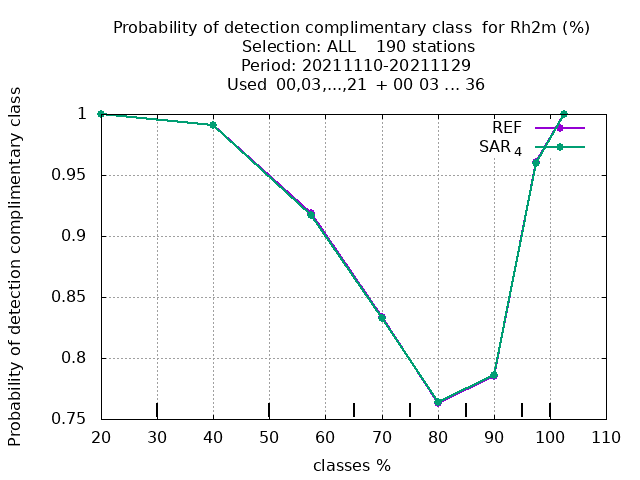 Probability of detection complimentary class  for Rh2m (%)
Selection: ALL    190 stations
Period: 20211110-20211129
Used  00,03,...,21  + 00 03 ... 36
Probability of detection complimentary class
1
0.95
0.9
0.85
0.8
0.75
REF
SAR 4
20 30 40 50 60 70 80 90 100 110
classes %